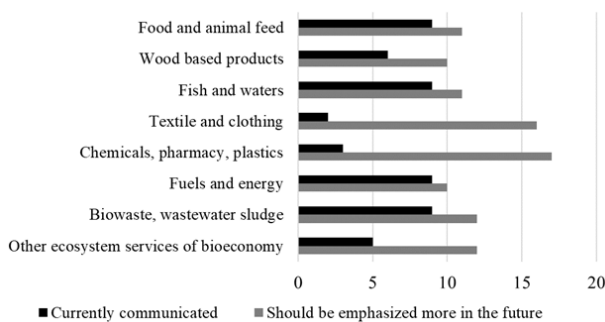 Food and animal feed
Wood based products
Fish and waters
Textile and clothing
Chemicals, pharmacy, plastics
Fuels and energy
Biowaste, wastewater sludge
Other ecosystem services of bioeconomy
0 5 10 15 20
Currently communicated Should be emphasized more in the future